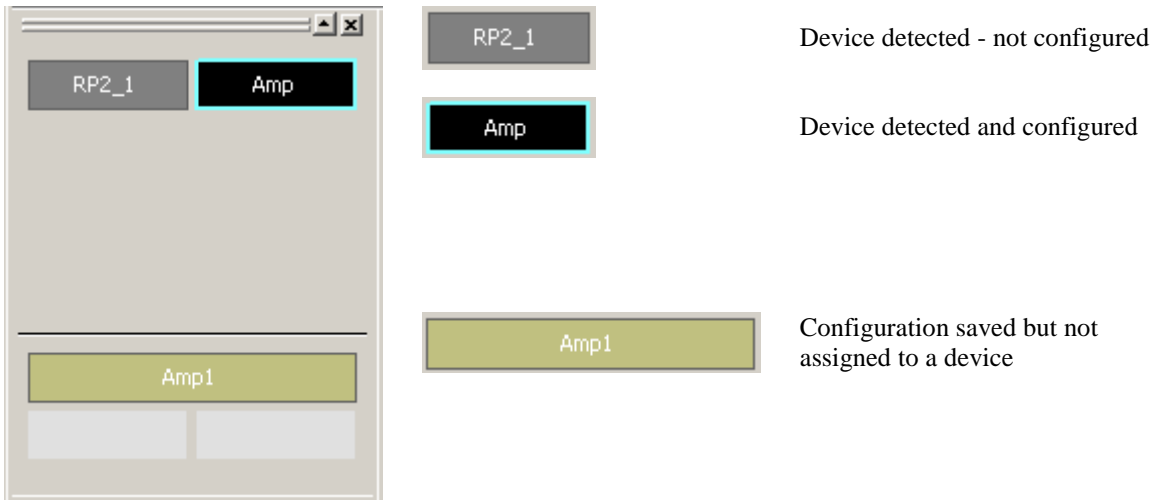 RP2_1 Amp
Amp1
RP2_1 Device detected - not configured
Amp Device detected and configured
Amp1 Configuration saved but not
assigned to a device